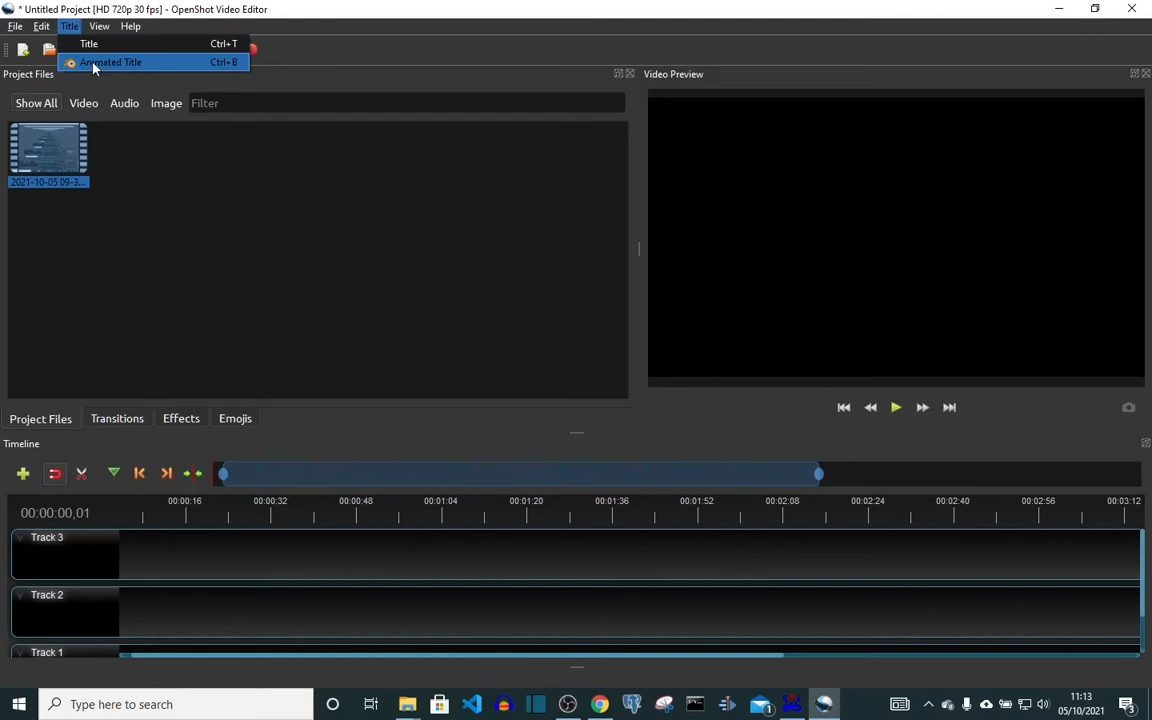 * Untitled Project [HD 720p 30 fps] - OpenShot Video Editor
File Edit Title View Help
Title Ctrl+T
Animated Title Ctrl+B
Project Files
Video Preview
Show All Video Audio Image Filter
2021-10-05 09-3...
Project Files Transitions Effects Emojis
Timeline
00:00:00,01
00:00:16 00:00:32 00:00:48 00:01:04 00:01:20 00:01:36 00:01:52 00:02:08 00:02:24 00:02:40 00:02:56 00:03:12
Track 3
Track 2
Track 1
Type here to search
1
11:13
05/10/2021
3